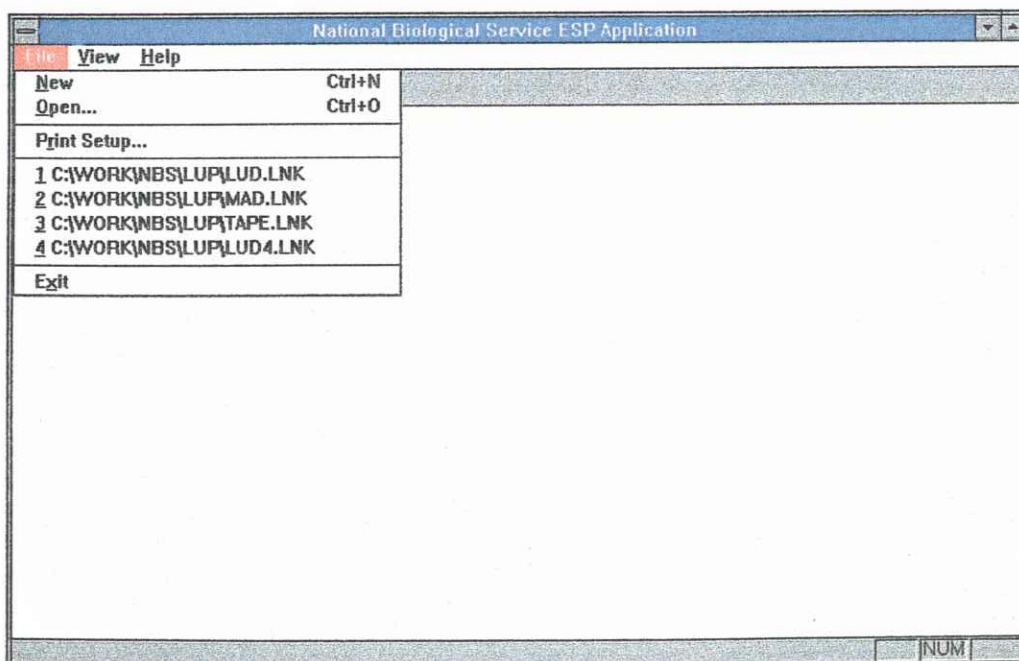 National Biological Service ESP Application
File View Help
New Ctrl+N
Open... Ctrl+O
Print Setup...
1 C:\WORK\NBS\LUP\LUD.LNK
2 C:\WORK\NBS\LUP\MAD.LNK
3 C:\WORK\NBS\LUP\TAPE.LNK
4 C:\WORK\NBS\LUP\LUD4.LNK
Exit
NUM